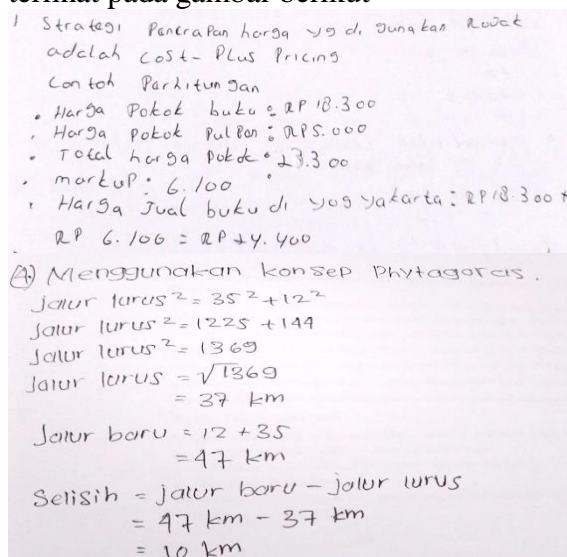 terlihat pada gambar berikut
1 Strategi Penerapan harga yg di gunakan Rovck
adalah cost-Plus Pricing
contoh Perhitungan
• Harga Pokok buku : RP 18.300
• Harga Pokok Pulpen : RP5.000
• Total harga Pokok : 23.300
• markup : 6.100
• Harga Jual buku di yogyakarta : RP 18.300 +
RP 6.100 = RP 24.400
4.) Menggunakan konsep Phytagoras.
jalur lurus² = 35² + 12²
Jalur lurus² = 1225 + 144
Jalur lurus² = 1369
Jalur lurus = √1369
= 37 km
Jalur baru = 12 + 35
= 47 km
Selisih = jalur baru - jalur lurus
= 47 km - 37 km
= 10 km